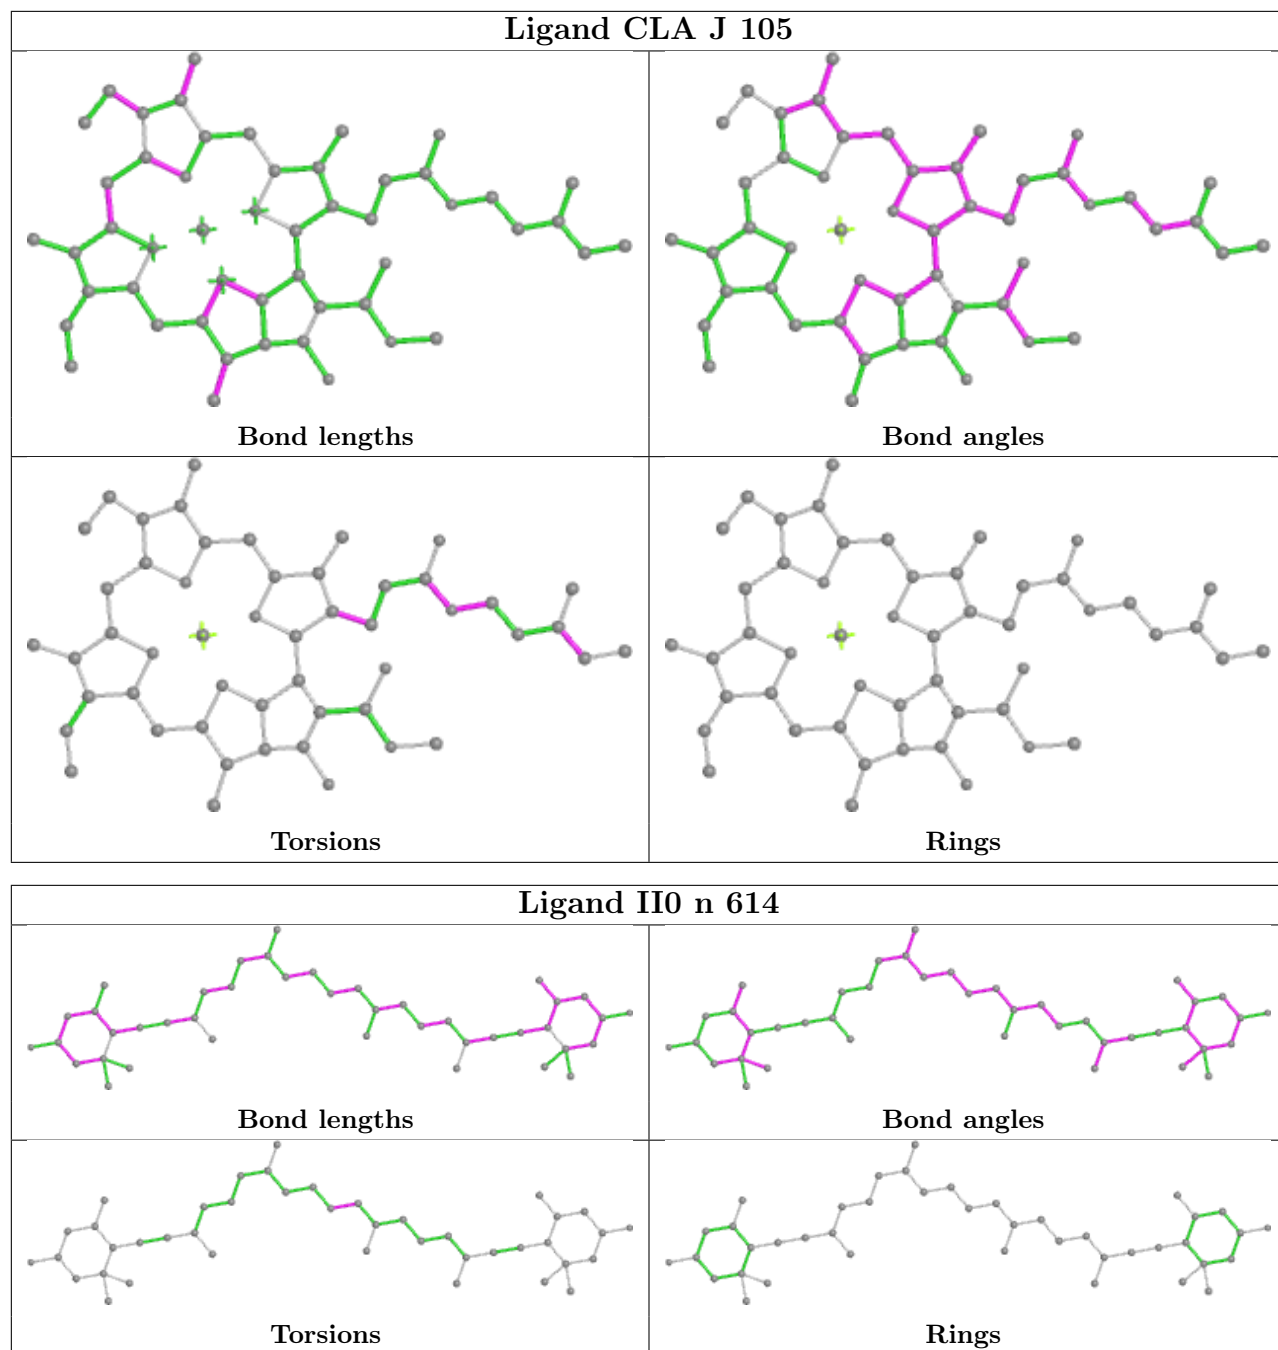 Ligand CLA J 105
Bond lengths
Bond angles
Torsions
Rings
Ligand II0 n 614
Bond lengths
Bond angles
Torsions
Rings